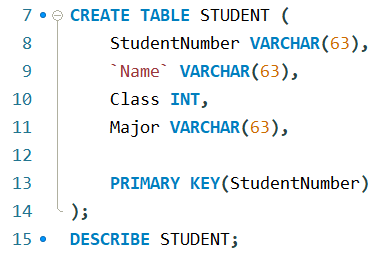 7 CREATE TABLE STUDENT (
8 StudentNumber VARCHAR(63),
9 `Name` VARCHAR(63),
10 Class INT,
11 Major VARCHAR(63),
12
13 PRIMARY KEY(StudentNumber)
14 );
15 DESCRIBE STUDENT;